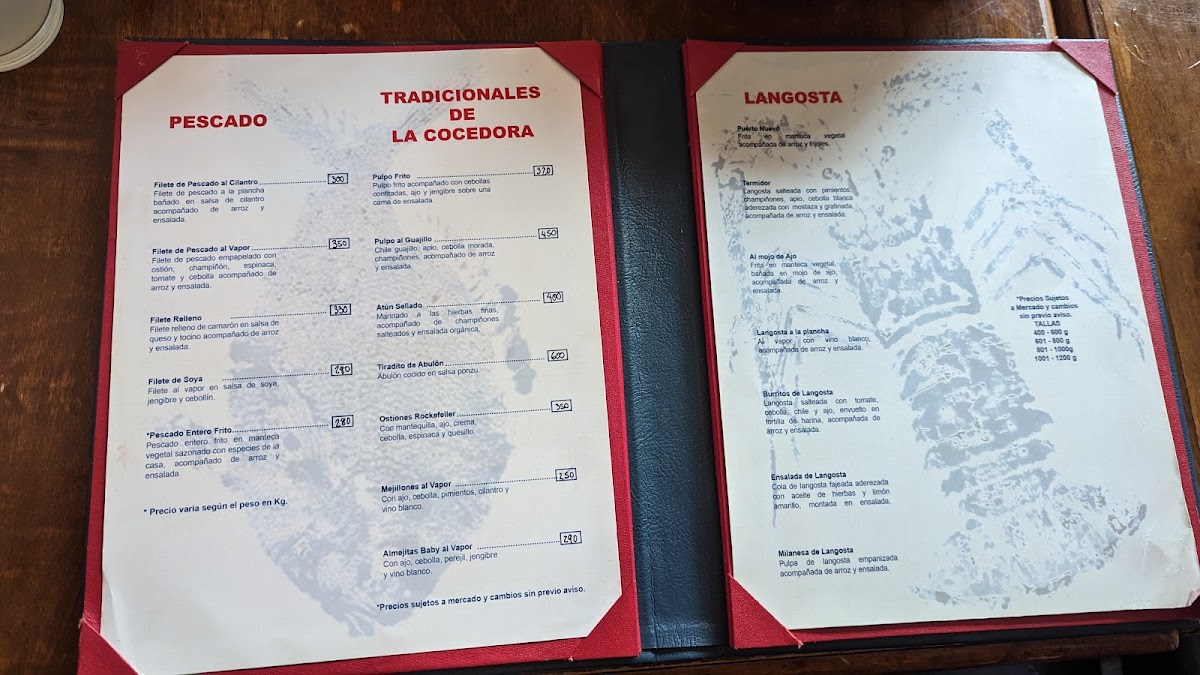 PESCADO
Filete de Pescado al Cilantro 300
Filete de pescado a la plancha
bañado en salsa de cilantro
acompañado de arroz y
ensalada.
Filete de Pescado al Vapor 350
Filete de pescado empapelado con
ostión, champiñón, espinaca,
tomate y cebolla acompañado de
arroz y ensalada.
Filete Relleno 330
Filete relleno de camarón en salsa de
queso y tocino acompañado de arroz
y ensalada.
Filete de Soya 290
Filete al vapor en salsa de soya,
jengibre y cebollín.
*Pescado Entero Frito 280
Pescado entero frito en manteca
vegetal sazonado con especies de la
casa, acompañado de arroz y
ensalada.
* Precio varía según el peso en Kg.
TRADICIONALES
DE
LA COCEDORA
Pulpo Frito 370
Pulpo frito acompañado con cebollas
confitadas, ajo y jengibre sobre una
cama de ensalada
Pulpo al Guajillo 450
Chile guajillo, apio, cebolla morada,
champiñones, acompañado de arroz
y ensalada.
Atún Sellado 400
Marinado a las hierbas finas,
acompañado de champiñones
salteados y ensalada orgánica.
Tiradito de Abulón 600
Abulón cocido en salsa ponzu.
Ostiones Rockefeller 350
Con mantequilla, ajo, crema,
cebolla, espinaca y quesillo.
Mejillones al Vapor 250
Con ajo, cebolla, pimientos, cilantro y
vino blanco.
Almejitas Baby al Vapor 290
Con ajo, cebolla, perejil, jengibre
y vino blanco.
*Precios sujetos a mercado y cambios sin previo aviso.
LANGOSTA
Puerto Nuevo
Frita en manteca vegetal
acompañada de arroz y frijoles.
Termidor
Langosta salteada con pimientos,
champiñones, apio, cebolla blanca
aderezada con mostaza y gratinada,
acompañada de arroz y ensalada.
Al mojo de Ajo
Frita en manteca vegetal,
bañada en mojo de ajo,
acompañada de arroz y
ensalada.
Langosta a la plancha
Al vapor con vino blanco,
acompañada de arroz y ensalada.
Burritos de Langosta
Langosta salteada con tomate,
cebolla, chile y ajo, envuelto en
tortilla de harina, acompañada de
arroz y ensalada.
Ensalada de Langosta
Cola de langosta fajeada aderezada
con aceite de hierbas y limón
amarillo, montada en ensalada.
Milanesa de Langosta
Pulpa de langosta empanizada
acompañada de arroz y ensalada.
*Precios Sujetos
a Mercado y cambios
sin previo aviso.
TALLAS
400 - 600 g
601 - 800 g
801 - 1000g
1001 - 1200 g